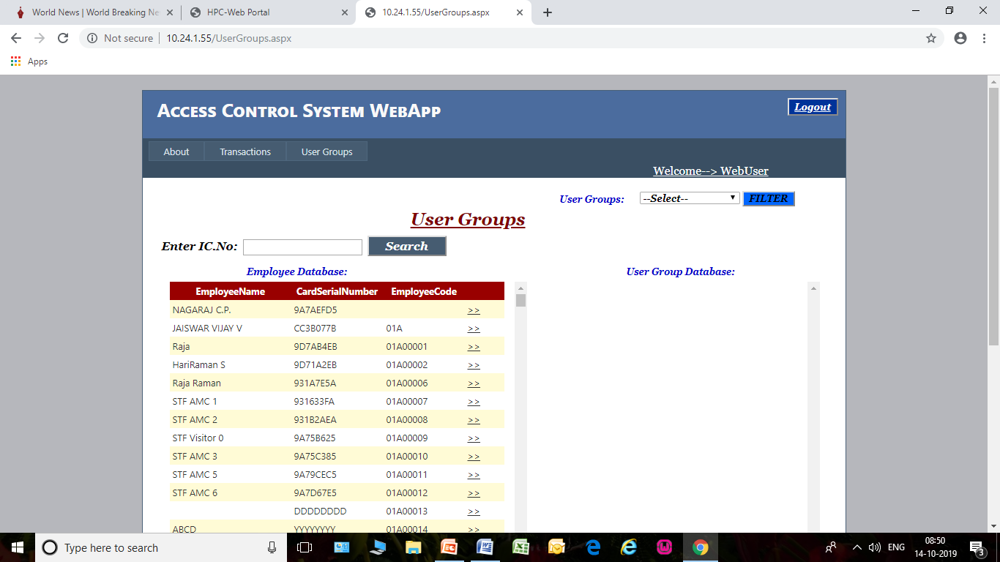 World News | World Breaking Ne
HPC-Web Portal
10.24.1.55/UserGroups.aspx
Not secure 10.24.1.55/UserGroups.aspx
Apps
Access Control System WebApp
Logout
About Transactions User Groups
Welcome--> WebUser
User Groups: --Select-- FILTER
User Groups
Enter IC.No: Search
Employee Database: User Group Database:
EmployeeName CardSerialNumber EmployeeCode
NAGARAJ C.P. 9A7AEFD5 >>
JAISWAR VIJAY V CC3B077B 01A >>
Raja 9D7AB4EB 01A00001 >>
HariRaman S 9D71A2EB 01A00002 >>
Raja Raman 931A7E5A 01A00006 >>
STF AMC 1 931633FA 01A00007 >>
STF AMC 2 931B2AEA 01A00008 >>
STF Visitor 0 9A75B625 01A00009 >>
STF AMC 3 9A75C385 01A00010 >>
STF AMC 5 9A79CEC5 01A00011 >>
STF AMC 6 9A7D67E5 01A00012 >>
DDDDDDDD 01A00013 >>
ABCD YYYYYYYY 01A00014 >>
Type here to search
ENG
08:50
14-10-2019
3